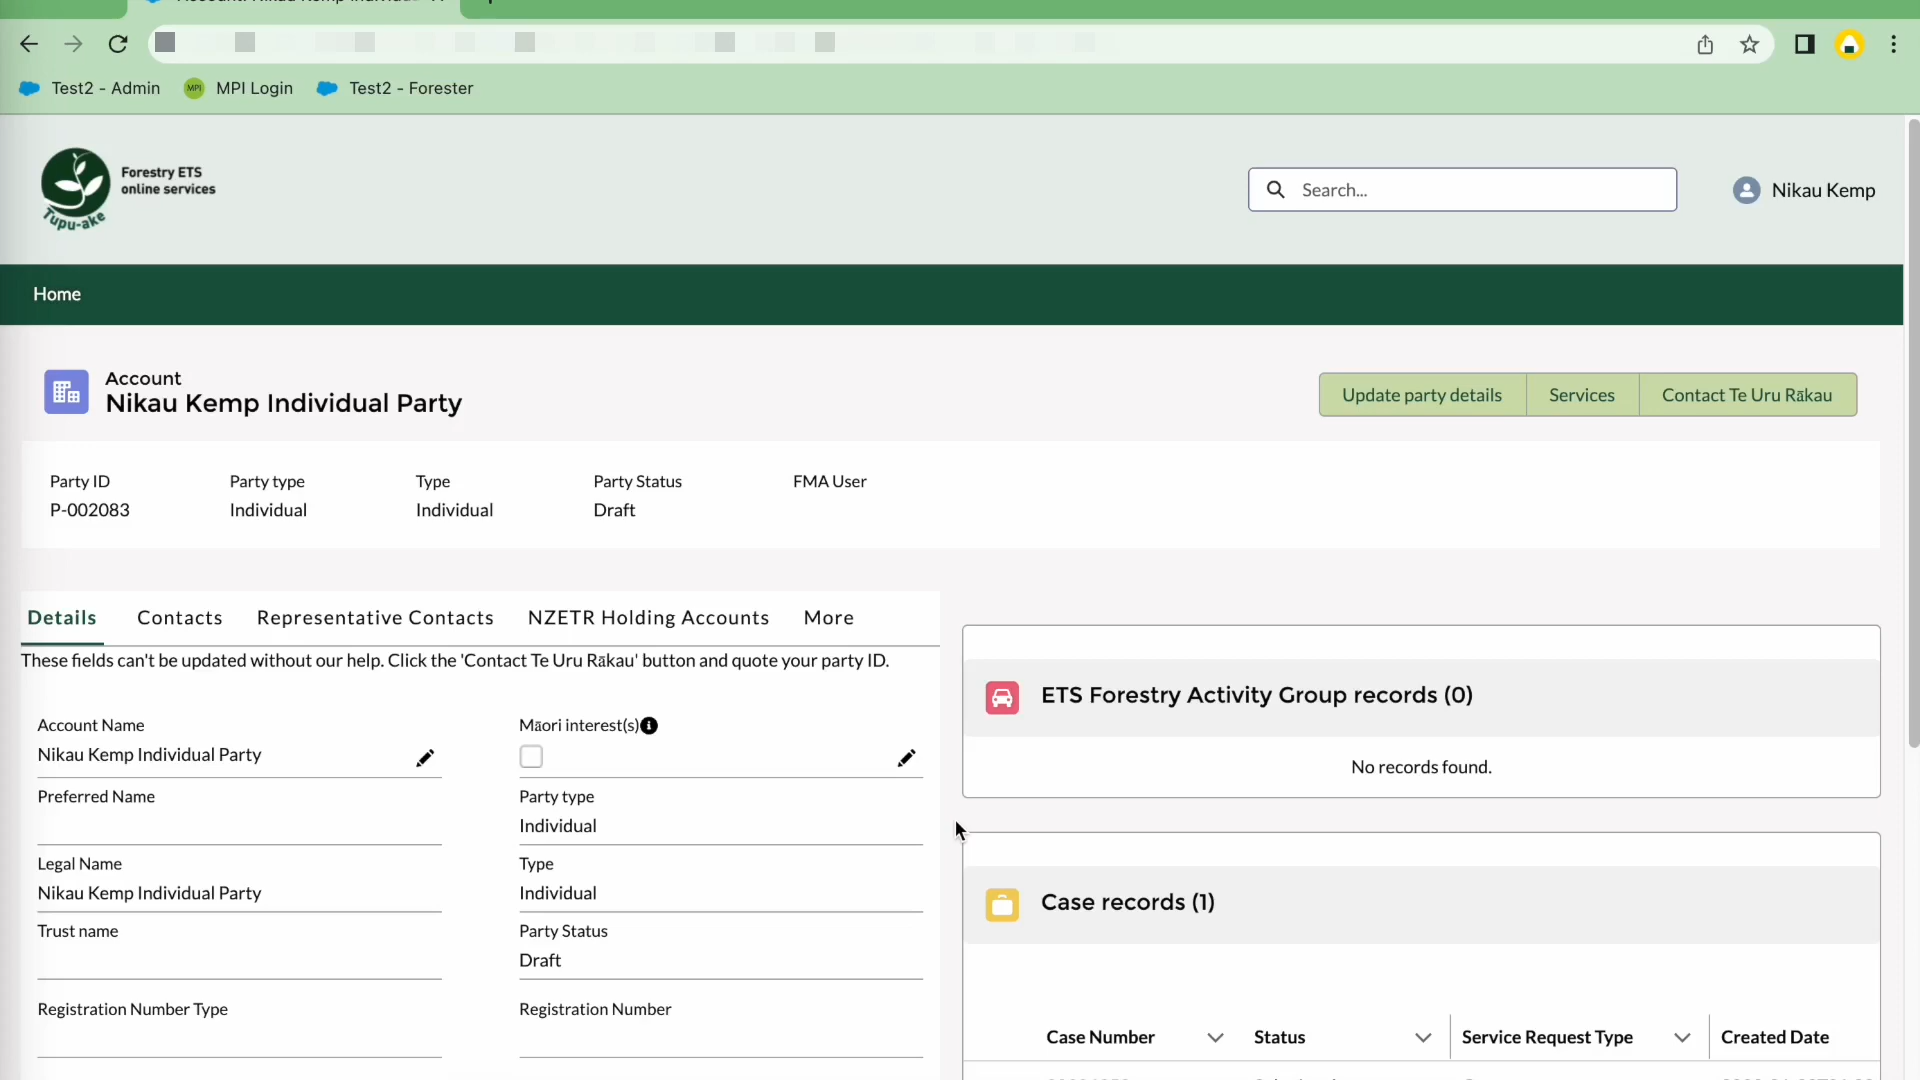 Test2 - Admin
MPI Login
Test2 - Forester
Tupu-ake
Forestry ETS
online services
Search...
Nikau Kemp
Home
Account
Nikau Kemp Individual Party
Update party details
Services
Contact Te Uru Rākau
Party ID
P-002083
Party type
Individual
Type
Individual
Party Status
Draft
FMA User
Details
Contacts
Representative Contacts
NZETR Holding Accounts
More
These fields can't be updated without our help. Click the 'Contact Te Uru Rākau' button and quote your party ID.
Account Name
Nikau Kemp Individual Party
Māori interest(s)
Preferred Name
Party type
Individual
Legal Name
Nikau Kemp Individual Party
Type
Individual
Trust name
Party Status
Draft
Registration Number Type
Registration Number
ETS Forestry Activity Group records (0)
No records found.
Case records (1)
Case Number
Status
Service Request Type
Created Date